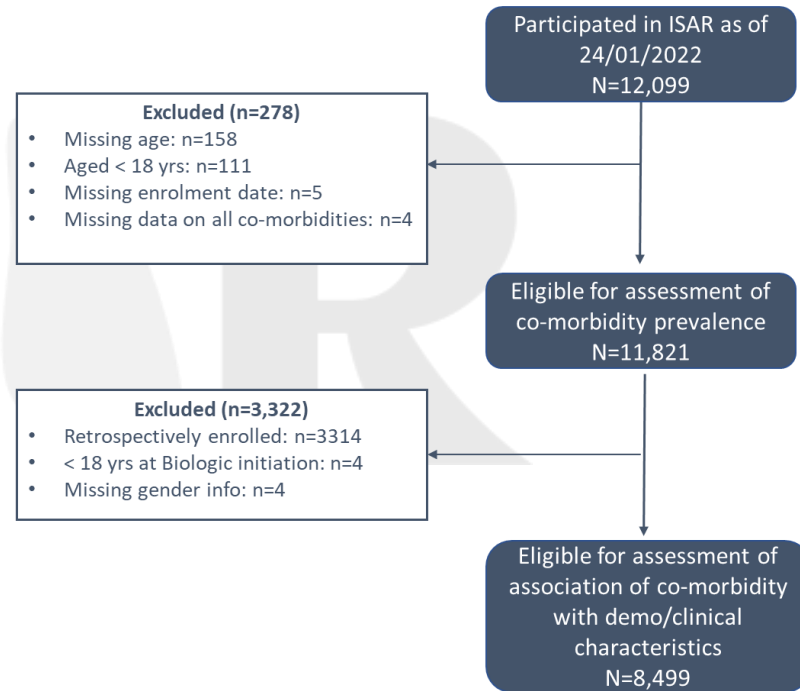 Participated in ISAR as of
24/01/2022
N=12,099
Excluded (n=278)
• Missing age: n=158
• Aged < 18 yrs: n=111
• Missing enrolment date: n=5
• Missing data on all co-morbidities: n=4
Eligible for assessment of
co-morbidity prevalence
N=11,821
Excluded (n=3,322)
• Retrospectively enrolled: n=3314
• < 18 yrs at Biologic initiation: n=4
• Missing gender info: n=4
Eligible for assessment of
association of co-morbidity
with demo/clinical
characteristics
N=8,499